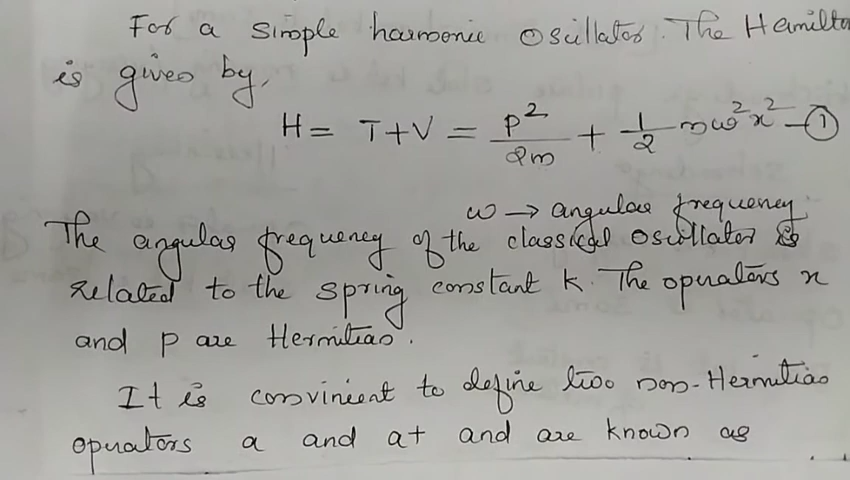 For a simple harmonic Oscillator. The Hamilto
is given by,
H = T+V = p²/2m + 1/2 mω²x² — ①
ω → angular frequency
The angular frequency of the classical oscillator is
related to the spring constant k. The operators x
and p are Hermitian.
It is convinient to define two non-Hermitian
operators a and a+ and are known as